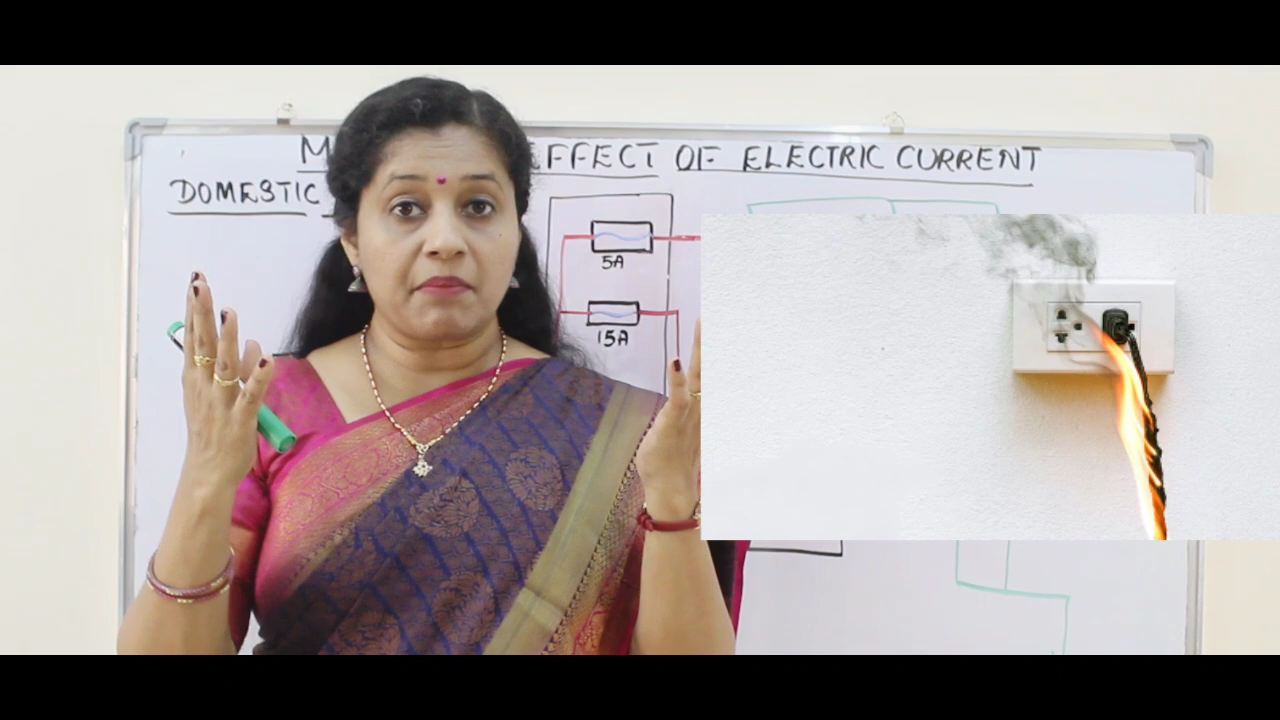 EFFECT OF ELECTRIC CURRENT
DOMESTIC
5A
15A